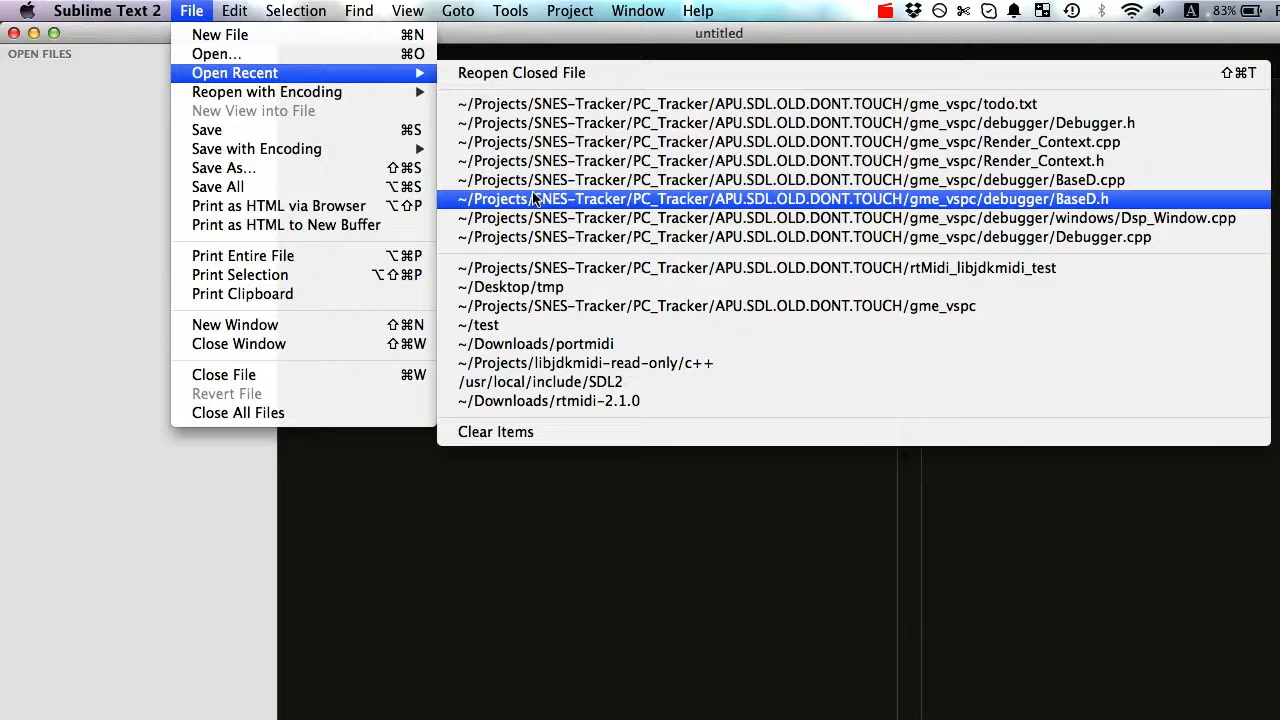 Sublime Text 2 File Edit Selection Find View Goto Tools Project Window Help A 83%
untitled
OPEN FILES
New File ⌘N
Open... ⌘O
Open Recent
Reopen with Encoding
New View into File
Save ⌘S
Save with Encoding
Save As... ⇧⌘S
Save All ⌥⌘S
Print as HTML via Browser ⌥⇧P
Print as HTML to New Buffer
Print Entire File ⌥⌘P
Print Selection ⌥⇧⌘P
Print Clipboard
New Window ⇧⌘N
Close Window ⇧⌘W
Close File ⌘W
Revert File
Close All Files
Reopen Closed File ⇧⌘T
~/Projects/SNES-Tracker/PC_Tracker/APU.SDL.OLD.DONT.TOUCH/gme_vspc/todo.txt
~/Projects/SNES-Tracker/PC_Tracker/APU.SDL.OLD.DONT.TOUCH/gme_vspc/debugger/Debugger.h
~/Projects/SNES-Tracker/PC_Tracker/APU.SDL.OLD.DONT.TOUCH/gme_vspc/Render_Context.cpp
~/Projects/SNES-Tracker/PC_Tracker/APU.SDL.OLD.DONT.TOUCH/gme_vspc/Render_Context.h
~/Projects/SNES-Tracker/PC_Tracker/APU.SDL.OLD.DONT.TOUCH/gme_vspc/debugger/BaseD.cpp
~/Projects/SNES-Tracker/PC_Tracker/APU.SDL.OLD.DONT.TOUCH/gme_vspc/debugger/BaseD.h
~/Projects/SNES-Tracker/PC_Tracker/APU.SDL.OLD.DONT.TOUCH/gme_vspc/debugger/windows/Dsp_Window.cpp
~/Projects/SNES-Tracker/PC_Tracker/APU.SDL.OLD.DONT.TOUCH/gme_vspc/debugger/Debugger.cpp
~/Projects/SNES-Tracker/PC_Tracker/APU.SDL.OLD.DONT.TOUCH/rtMidi_libjdkmidi_test
~/Desktop/tmp
~/Projects/SNES-Tracker/PC_Tracker/APU.SDL.OLD.DONT.TOUCH/gme_vspc
~/test
~/Downloads/portmidi
~/Projects/libjdkmidi-read-only/c++
/usr/local/include/SDL2
~/Downloads/rtmidi-2.1.0
Clear Items